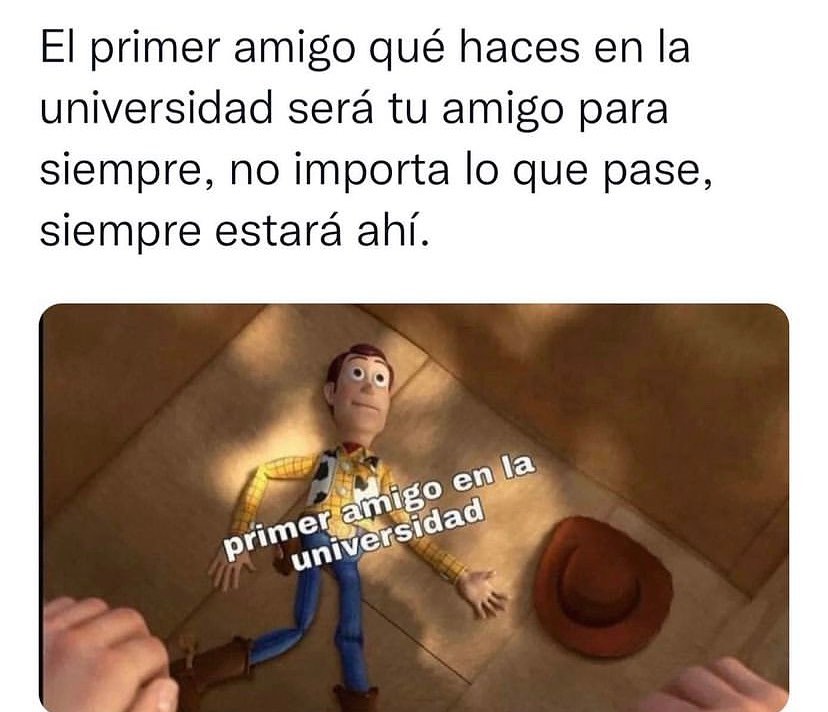 El primer amigo qué haces en la
universidad será tu amigo para
siempre, no importa lo que pase,
siempre estará ahí.
primer amigo en la
universidad